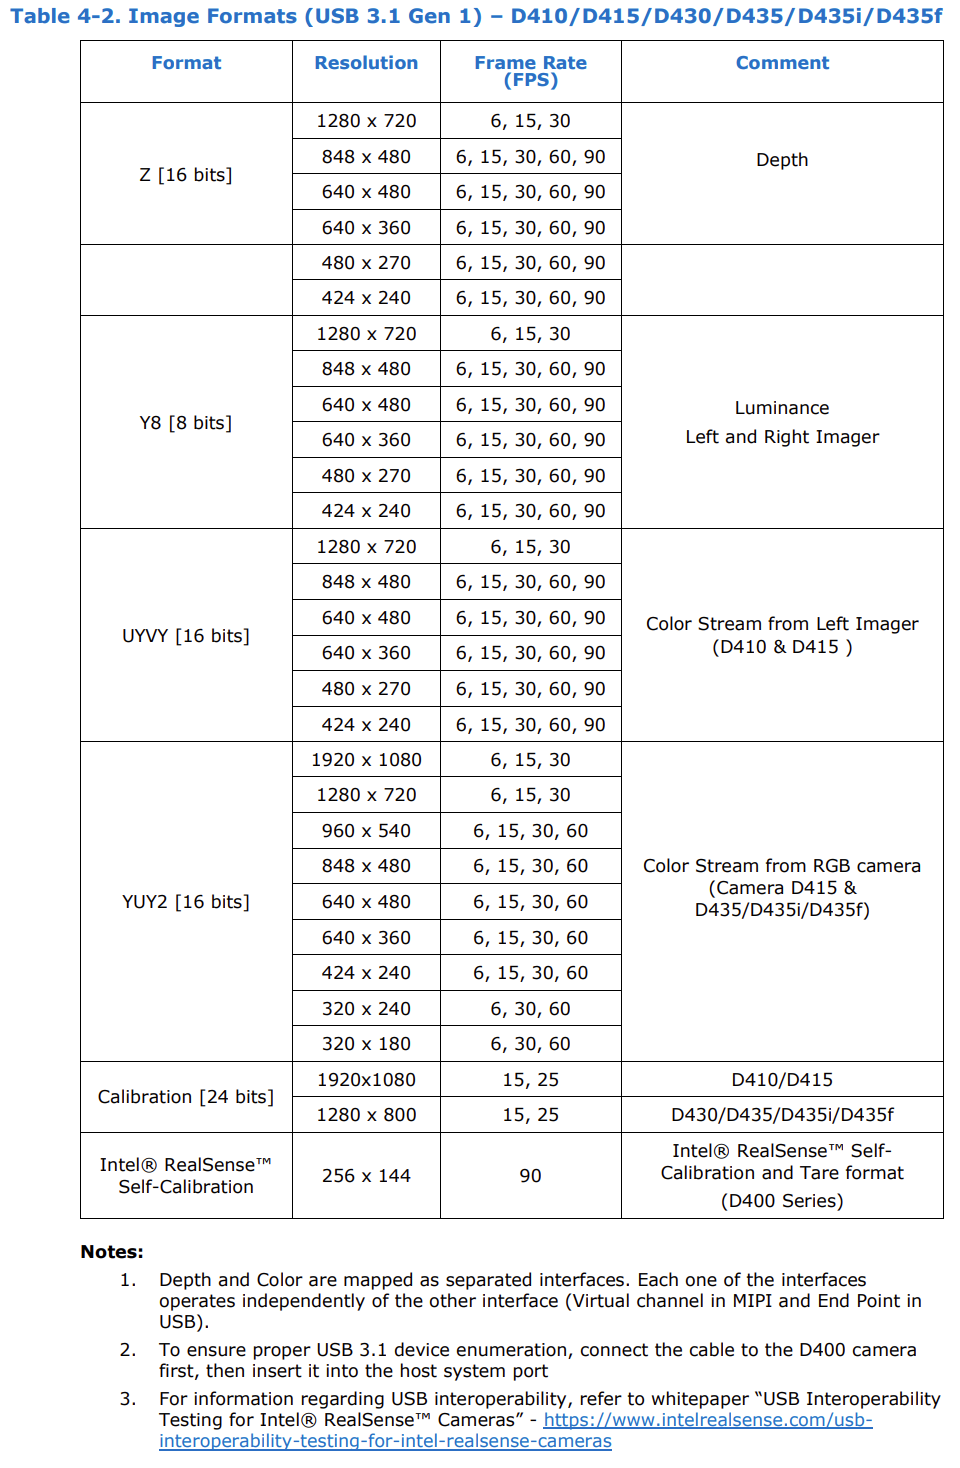 Table 4-2. Image Formats (USB 3.1 Gen 1) – D410/D415/D430/D435/D435i/D435f
Format Resolution Frame Rate (FPS) Comment
Z [16 bits] 1280 x 720 6, 15, 30 Depth
848 x 480 6, 15, 30, 60, 90
640 x 480 6, 15, 30, 60, 90
640 x 360 6, 15, 30, 60, 90
480 x 270 6, 15, 30, 60, 90
424 x 240 6, 15, 30, 60, 90
Y8 [8 bits] 1280 x 720 6, 15, 30 Luminance Left and Right Imager
848 x 480 6, 15, 30, 60, 90
640 x 480 6, 15, 30, 60, 90
640 x 360 6, 15, 30, 60, 90
480 x 270 6, 15, 30, 60, 90
424 x 240 6, 15, 30, 60, 90
UYVY [16 bits] 1280 x 720 6, 15, 30 Color Stream from Left Imager (D410 & D415 )
848 x 480 6, 15, 30, 60, 90
640 x 480 6, 15, 30, 60, 90
640 x 360 6, 15, 30, 60, 90
480 x 270 6, 15, 30, 60, 90
424 x 240 6, 15, 30, 60, 90
YUY2 [16 bits] 1920 x 1080 6, 15, 30 Color Stream from RGB camera (Camera D415 & D435/D435i/D435f)
1280 x 720 6, 15, 30
960 x 540 6, 15, 30, 60
848 x 480 6, 15, 30, 60
640 x 480 6, 15, 30, 60
640 x 360 6, 15, 30, 60
424 x 240 6, 15, 30, 60
320 x 240 6, 30, 60
320 x 180 6, 30, 60
Calibration [24 bits] 1920x1080 15, 25 D410/D415
1280 x 800 15, 25 D430/D435/D435i/D435f
Intel® RealSense™ Self-Calibration 256 x 144 90 Intel® RealSense™ Self-Calibration and Tare format (D400 Series)
Notes:
1. Depth and Color are mapped as separated interfaces. Each one of the interfaces
operates independently of the other interface (Virtual channel in MIPI and End Point in
USB).
2. To ensure proper USB 3.1 device enumeration, connect the cable to the D400 camera
first, then insert it into the host system port
3. For information regarding USB interoperability, refer to whitepaper “USB Interoperability
Testing for Intel® RealSense™ Cameras” - https://www.intelrealsense.com/usb-
interoperability-testing-for-intel-realsense-cameras